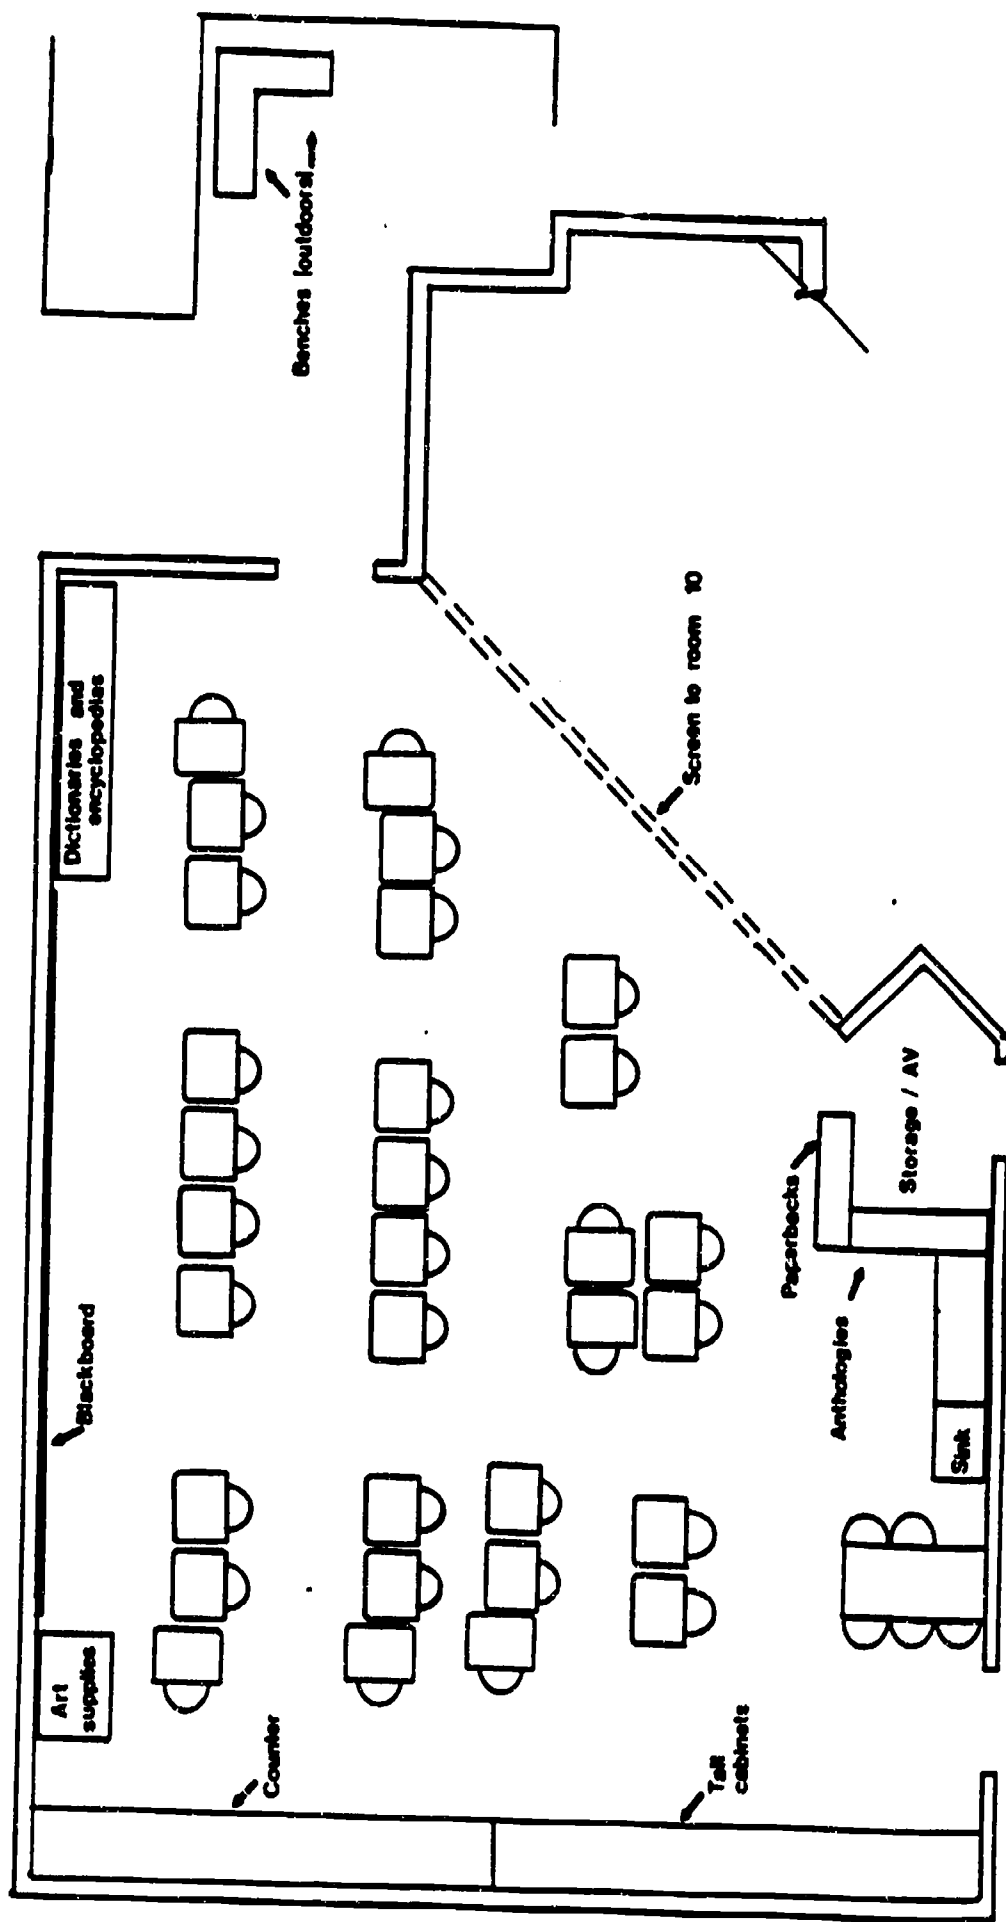 Benches (outdoors)
Dictionaries and
encyclopedias
Screen to room 10
Blackboard
Storage / AV
Paperbacks
Anthologies
Sink
Art
supplies
Counter
Tall
cabinets